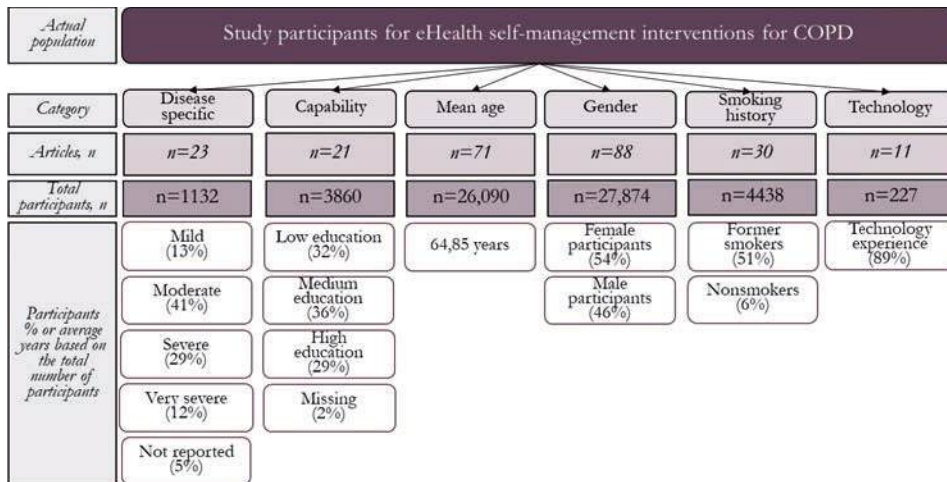 Actual
population
Study participants for eHealth self-management interventions for COPD
Category
Disease
specific
Capability
Mean age
Gender
Smoking
history
Technology
Articles, n
n=23
n=21
n=71
n=88
n=30
n=11
Total
participants, n
n=1132
n=3860
n=26,090
n=27,874
n=4438
n=227
Participants
% or average
years based on
the total
number of
participants
Mild
(13%)
Low education
(32%)
64,85 years
Female
participants
(54%)
Former
smokers
(51%)
Technology
experience
(89%)
Moderate
(41%)
Medium
education
(36%)
Male
participants
(46%)
Nonsmokers
(6%)
Severe
(29%)
High
education
(29%)
Very severe
(12%)
Missing
(2%)
Not reported
(5%)